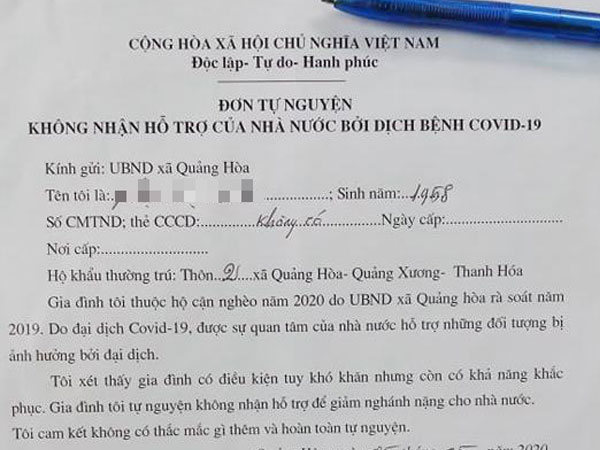 CỘNG HÒA XÃ HỘI CHỦ NGHĨA VIỆT NAM
Độc lập- Tự do- Hanh phúc
ĐƠN TỰ NGUYỆN
KHÔNG NHẬN HỖ TRỢ CỦA NHÀ NƯỚC BỞI DỊCH BỆNH COVID-19
Kính gửi: UBND xã Quảng Hòa
Tên tôi là:..................; Sinh năm:...1958
Số CMTND; thẻ CCCD:............không có..............Ngày cấp:......................
Nơi cấp:......................
Hộ khẩu thường trú: Thôn...2....xã Quảng Hòa- Quảng Xương- Thanh Hóa
Gia đình tôi thuộc hộ cận nghèo năm 2020 do UBND xã Quảng hòa rà soát năm
2019. Do đại dịch Covid-19, được sự quan tâm của nhà nước hỗ trợ những đối tượng bị
ảnh hưởng bởi đại dịch.
Tôi xét thấy gia đình có điều kiện tuy khó khăn nhưng còn có khả năng khắc
phục. Gia đình tôi tự nguyện không nhận hỗ trợ để giảm nghánh nặng cho nhà nước.
Tôi cam kết không có thắc mắc gì thêm và hoàn toàn tự nguyện.
2020